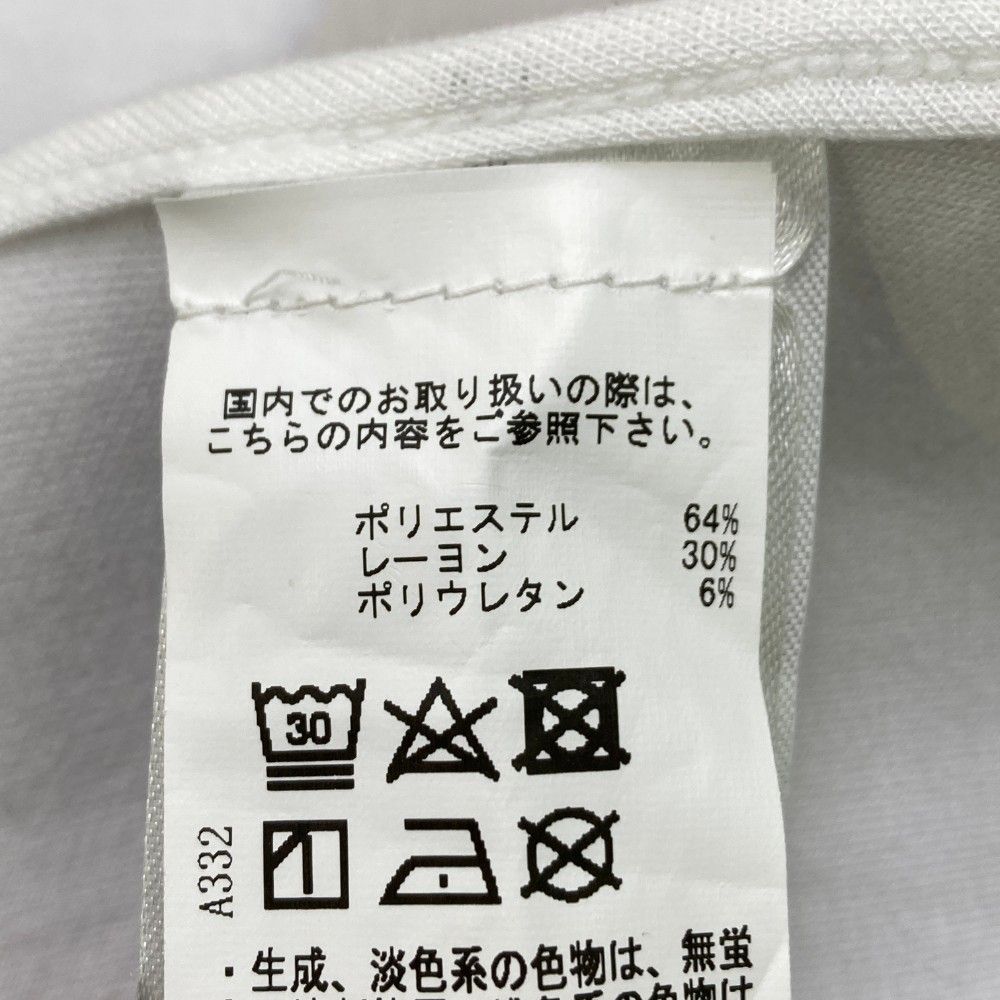 国内でのお取り扱いの際は、
こちらの内容をご参照下さい。
ポリエステル 64%
レーヨン 30%
ポリウレタン 6%
30
A332
・生成、淡色系の色物は、無蛍